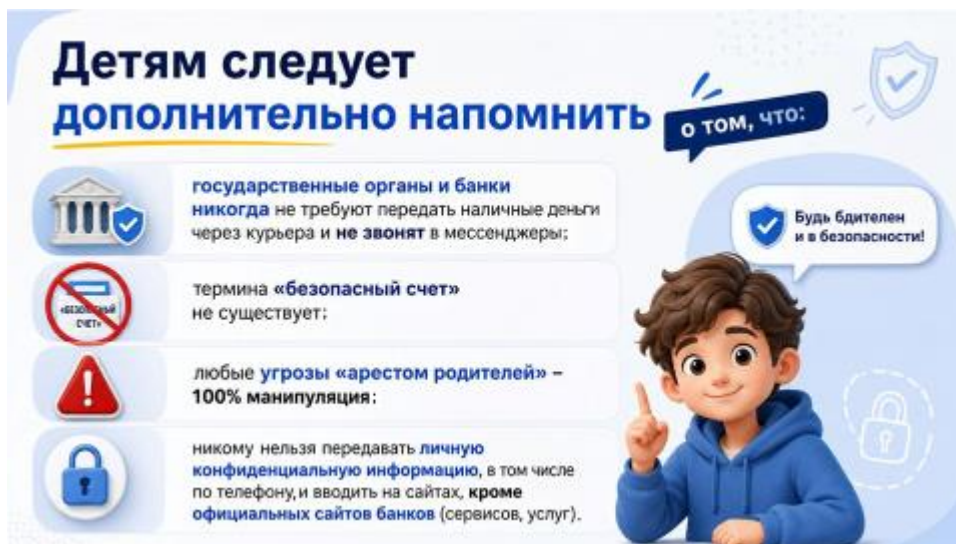 Детям следует
дополнительно напомнить
о том, что:
государственные органы и банки
никогда не требуют передать наличные деньги
через курьера и не звонят в мессенджеры;
Будь бдителен
и в безопасности!
«БЕЗОПАСНЫЙ
СЧЕТ»
термина «безопасный счет»
не существует;
любые угрозы «арестом родителей» –
100% манипуляция;
никому нельзя передавать личную
конфиденциальную информацию, в том числе
по телефону, и вводить на сайтах, кроме
официальных сайтов банков (сервисов, услуг).